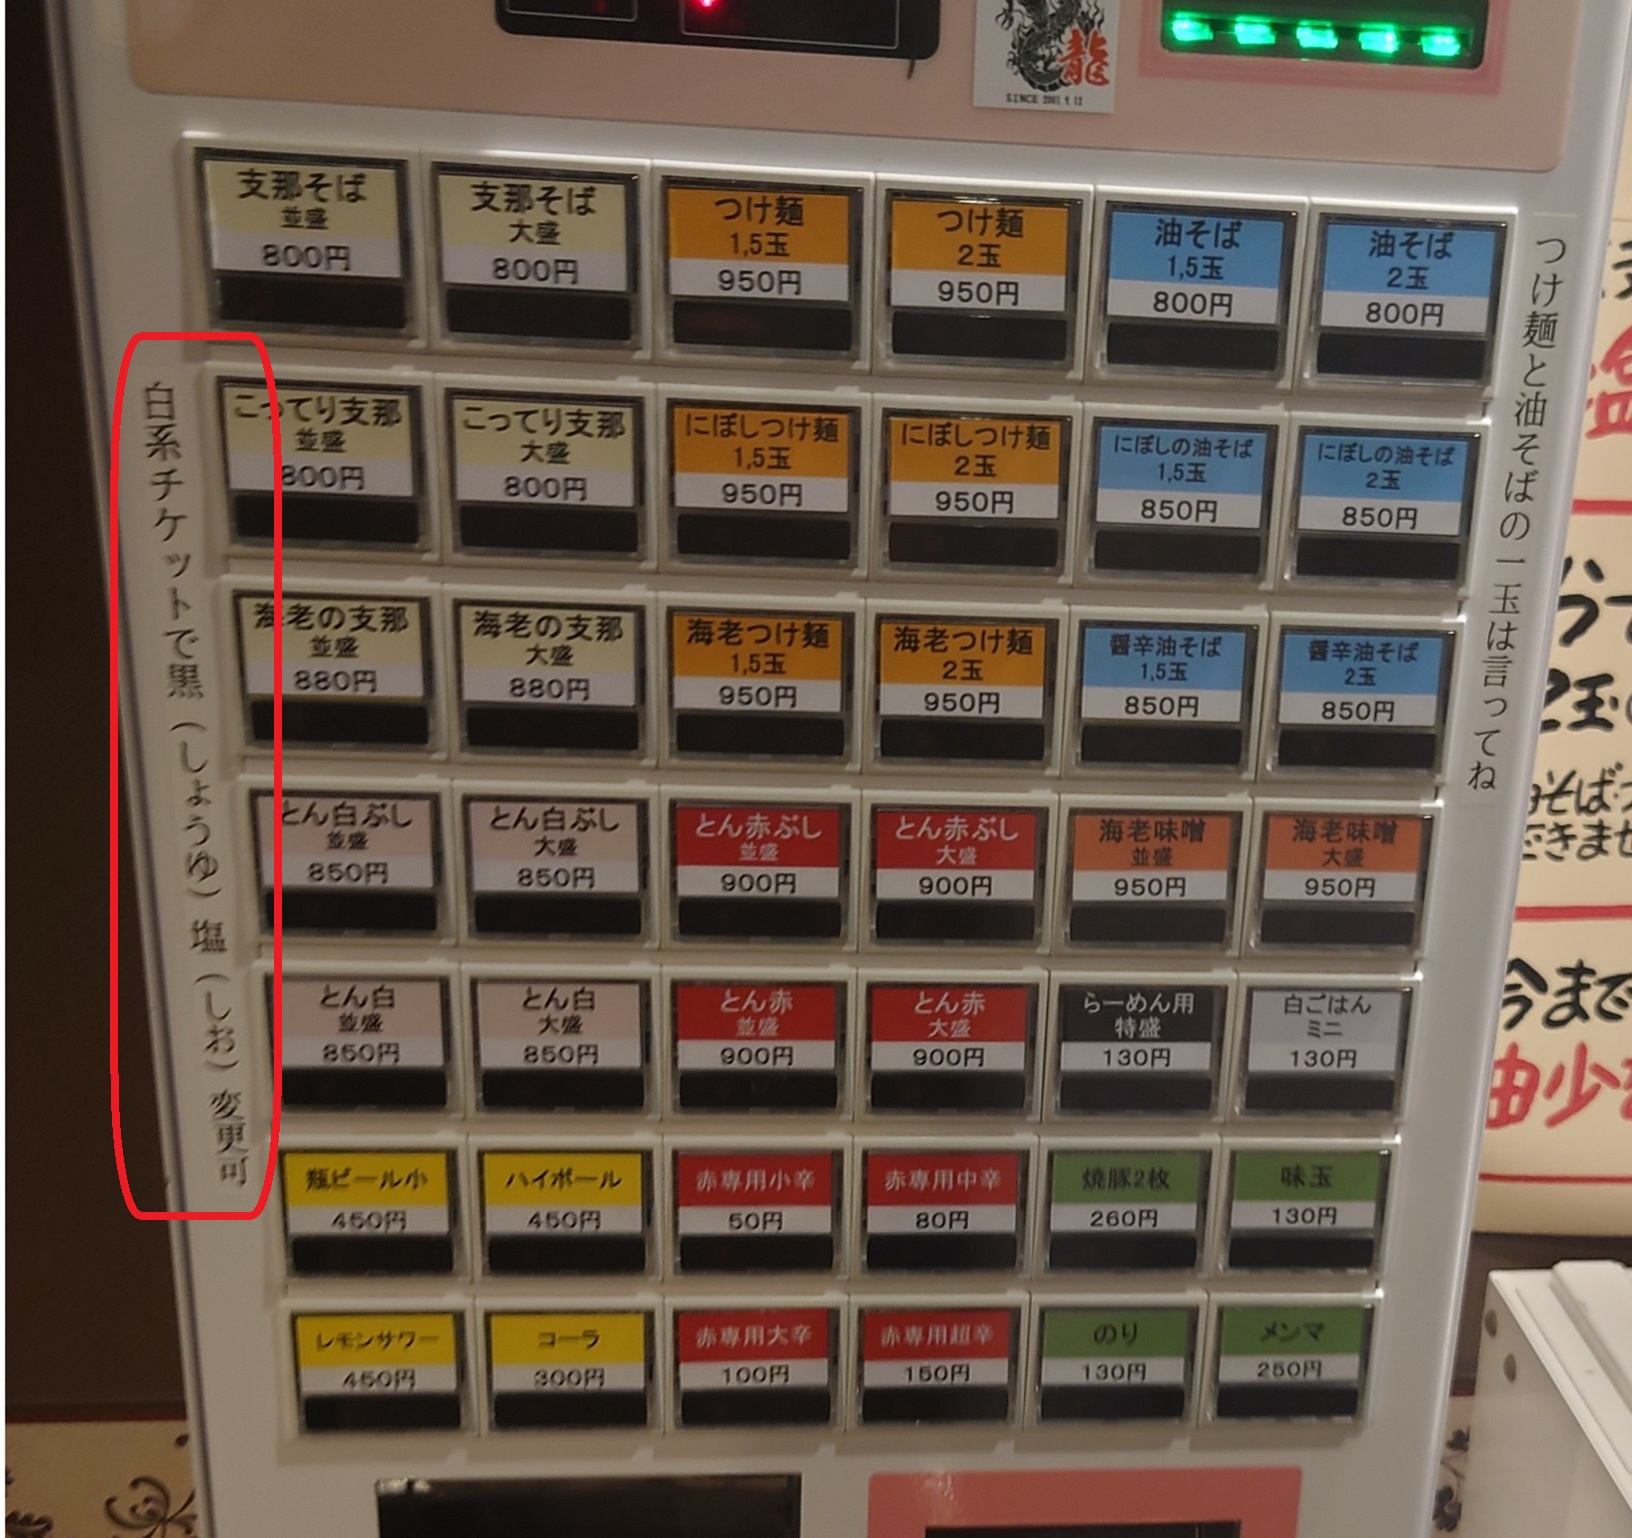 龍
SINCE 2001.9.12
支那そば
並盛
800円
支那そば
大盛
800円
つけ麺
1,5玉
950円
つけ麺
2玉
950円
油そば
1,5玉
800円
油そば
2玉
800円
こってり支那
並盛
800円
こってり支那
大盛
800円
にぼしつけ麺
1,5玉
950円
にぼしつけ麺
2玉
950円
にぼしの油そば
1,5玉
850円
にぼしの油そば
2玉
850円
海老の支那
並盛
880円
海老の支那
大盛
880円
海老つけ麺
1,5玉
950円
海老つけ麺
2玉
950円
醤辛油そば
1,5玉
850円
醤辛油そば
2玉
850円
とん白ぶし
並盛
850円
とん白ぶし
大盛
850円
とん赤ぶし
並盛
900円
とん赤ぶし
大盛
900円
海老味噌
並盛
950円
海老味噌
大盛
950円
とん白
並盛
850円
とん白
大盛
850円
とん赤
並盛
900円
とん赤
大盛
900円
らーめん用
特盛
130円
白ごはん
ミニ
130円
瓶ビール小
450円
ハイボール
450円
赤専用小辛
50円
赤専用中辛
80円
焼豚2枚
260円
味玉
130円
レモンサワー
450円
コーラ
300円
赤専用大辛
100円
赤専用超辛
150円
のり
130円
メンマ
250円
白系チケットで黒(しょうゆ)塩(しお)変更可
つけ麺と油そばの一玉は言ってね
2玉
そば
できませ
今まで
油少